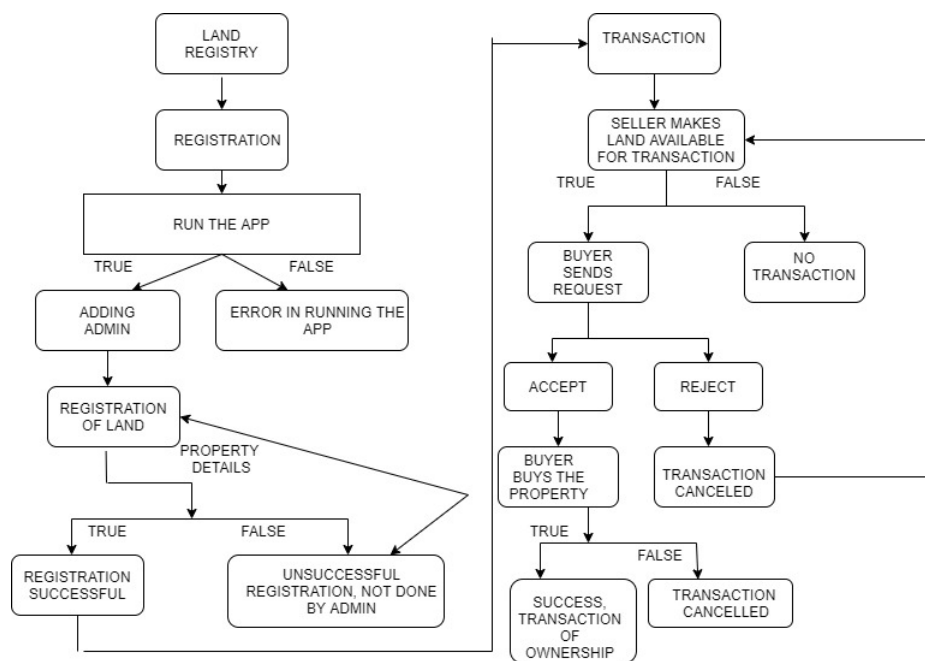 LAND
REGISTRY
REGISTRATION
RUN THE APP
TRUE
FALSE
ADDING
ADMIN
ERROR IN RUNNING THE
APP
REGISTRATION
OF LAND
PROPERTY
DETAILS
TRUE
FALSE
REGISTRATION
SUCCESSFUL
UNSUCCESSFUL
REGISTRATION, NOT DONE
BY ADMIN
TRANSACTION
SELLER MAKES
LAND AVAILABLE
FOR TRANSACTION
TRUE
FALSE
BUYER
SENDS
REQUEST
NO
TRANSACTION
ACCEPT
REJECT
BUYER
BUYS THE
PROPERTY
TRANSACTION
CANCELED
TRUE
FALSE
SUCCESS,
TRANSACTION
OF
OWNERSHIP
TRANSACTION
CANCELLED